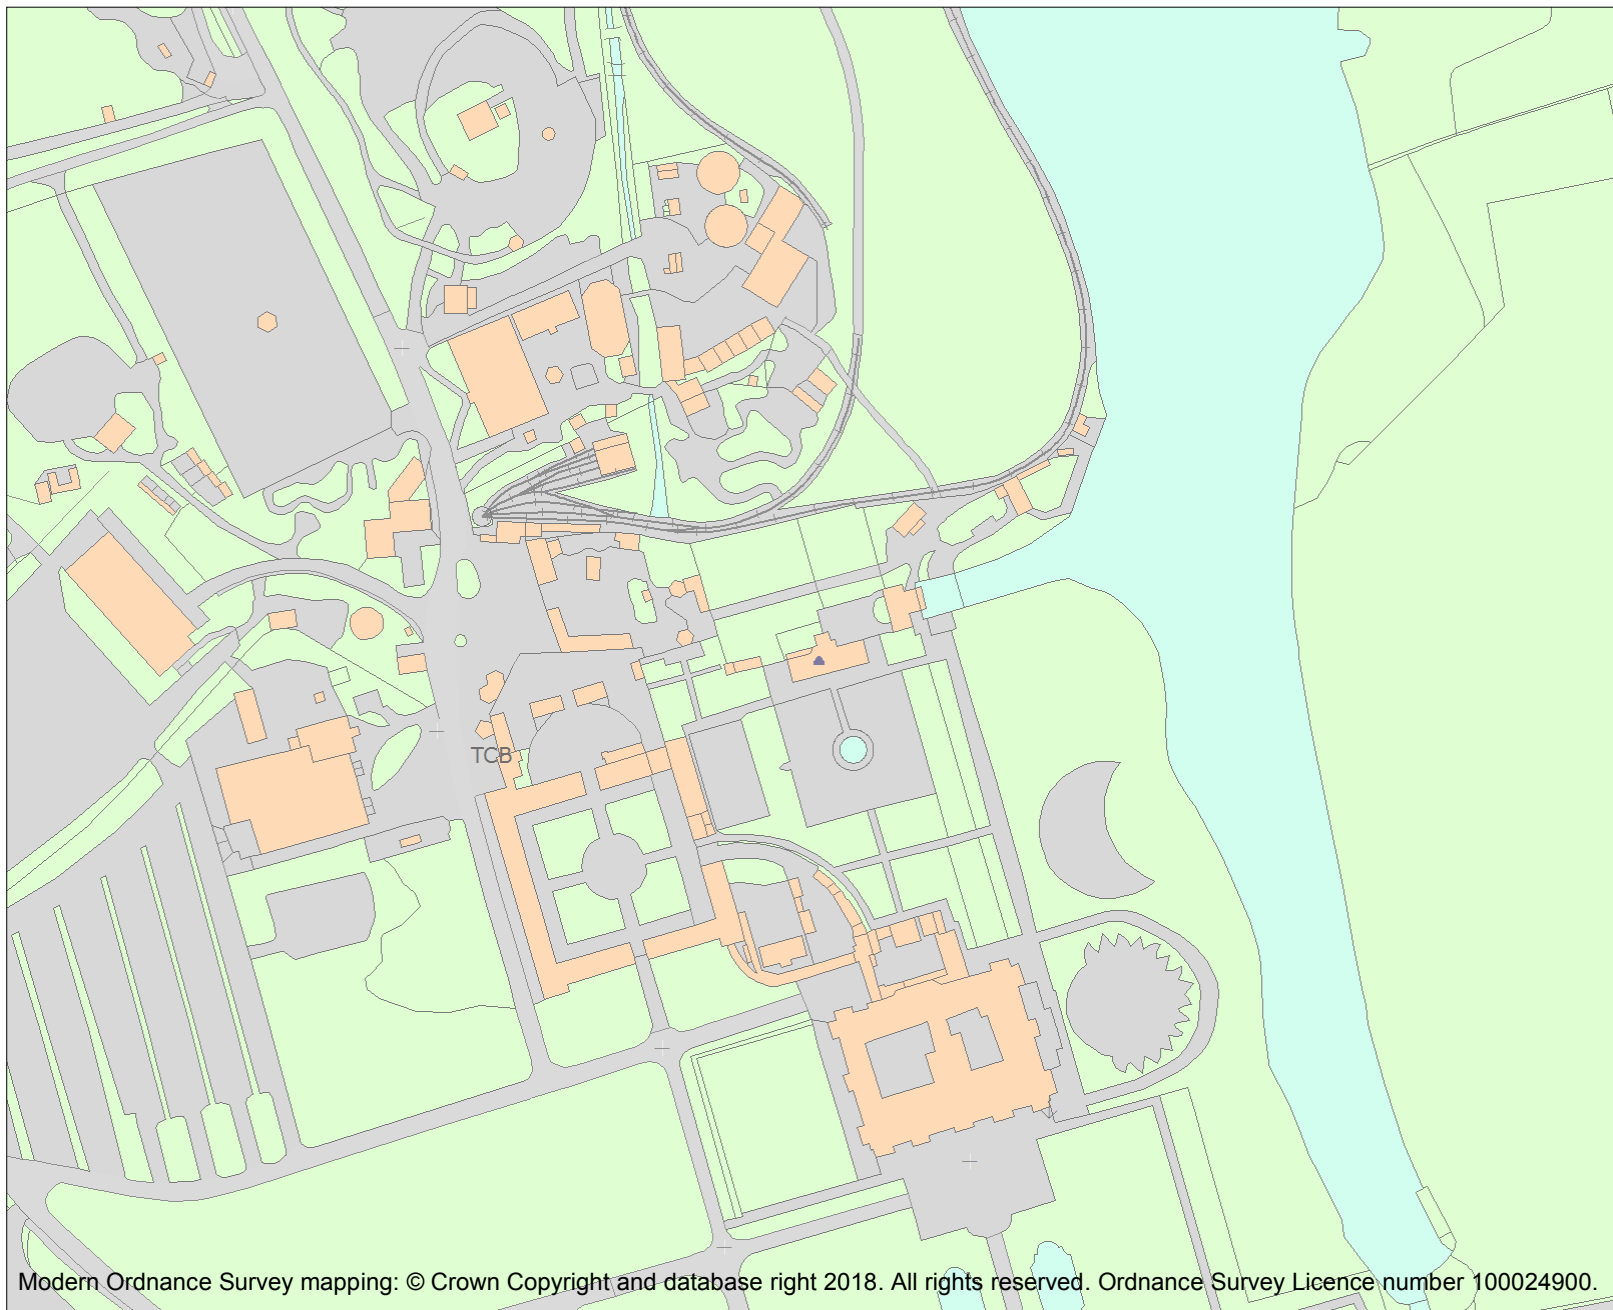 TCB
Modern Ordnance Survey mapping: © Crown Copyright and database right 2018. All rights reserved. Ordnance Survey Licence number 100024900.